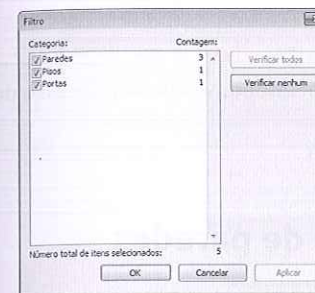 Filtro
Categoria: Contagem:
Paredes 3
Pisos 1
Portas 1
Verificar todos
Verificar nenhum
Número total de itens selecionados: 5
OK Cancelar Aplicar